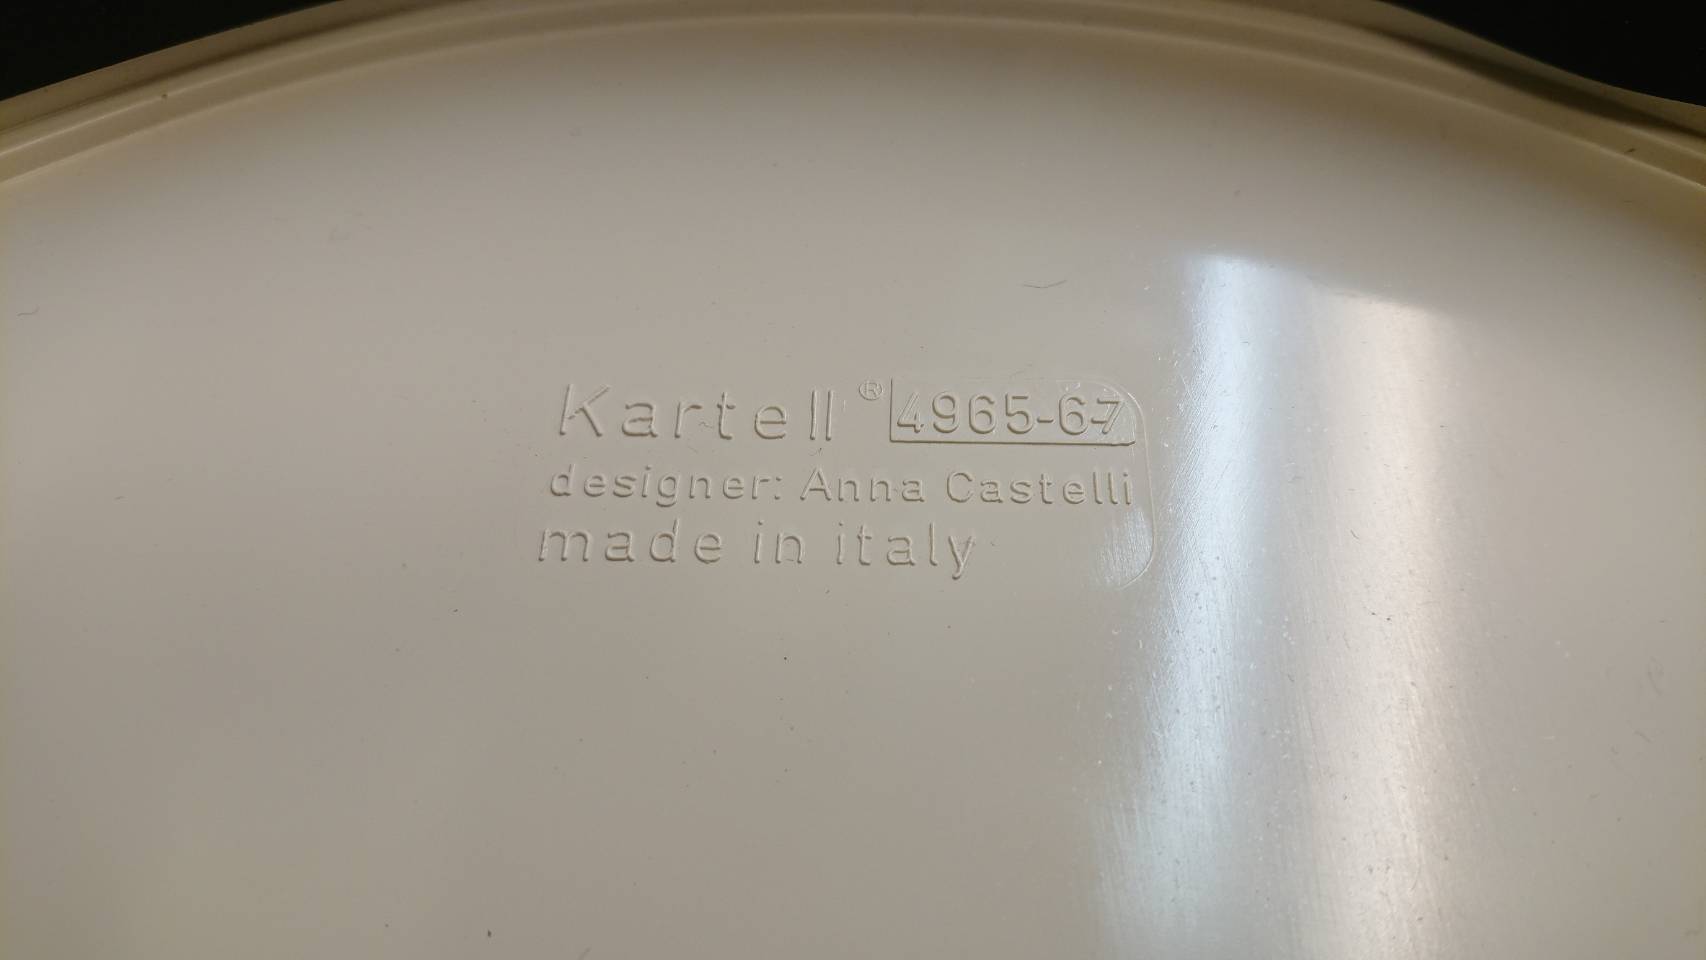 Kartell® 4965-67
designer: Anna Castelli
made in italy